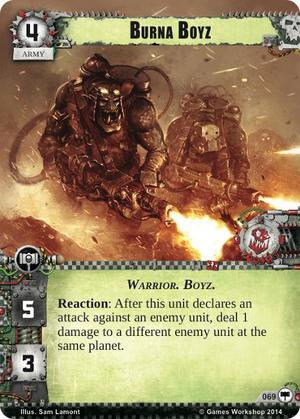 4
BURNA BOYZ
ARMY
5
3
WARRIOR. BOYZ.
Reaction: After this unit declares an
attack against an enemy unit, deal 1
damage to a different enemy unit at the
same planet.
069
Illus. Sam Lamont
© Games Workshop 2014